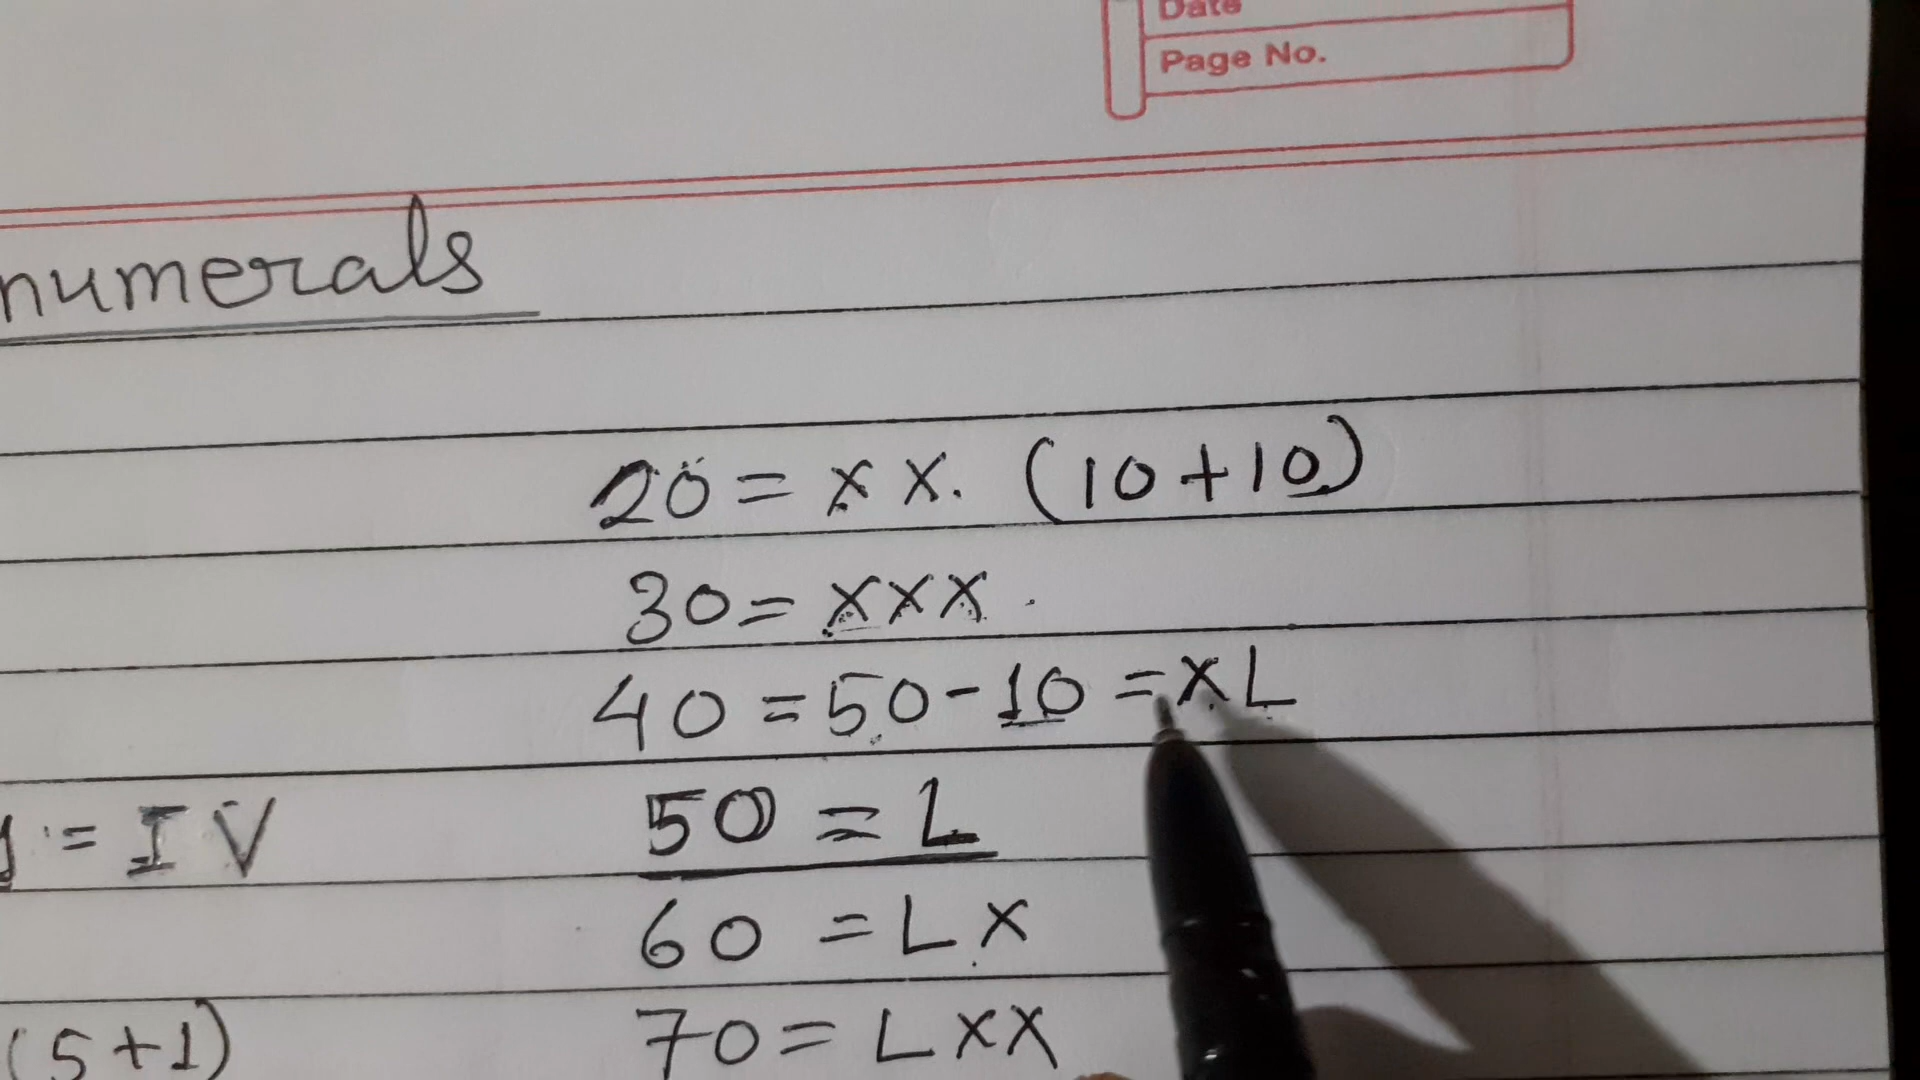 Date
Page No.
numerals
20 = XX. (10+10)
30 = XXX.
40 = 50-10 = XL
= IV
50 = L
60 = LX
(5+1)
70 = LXX